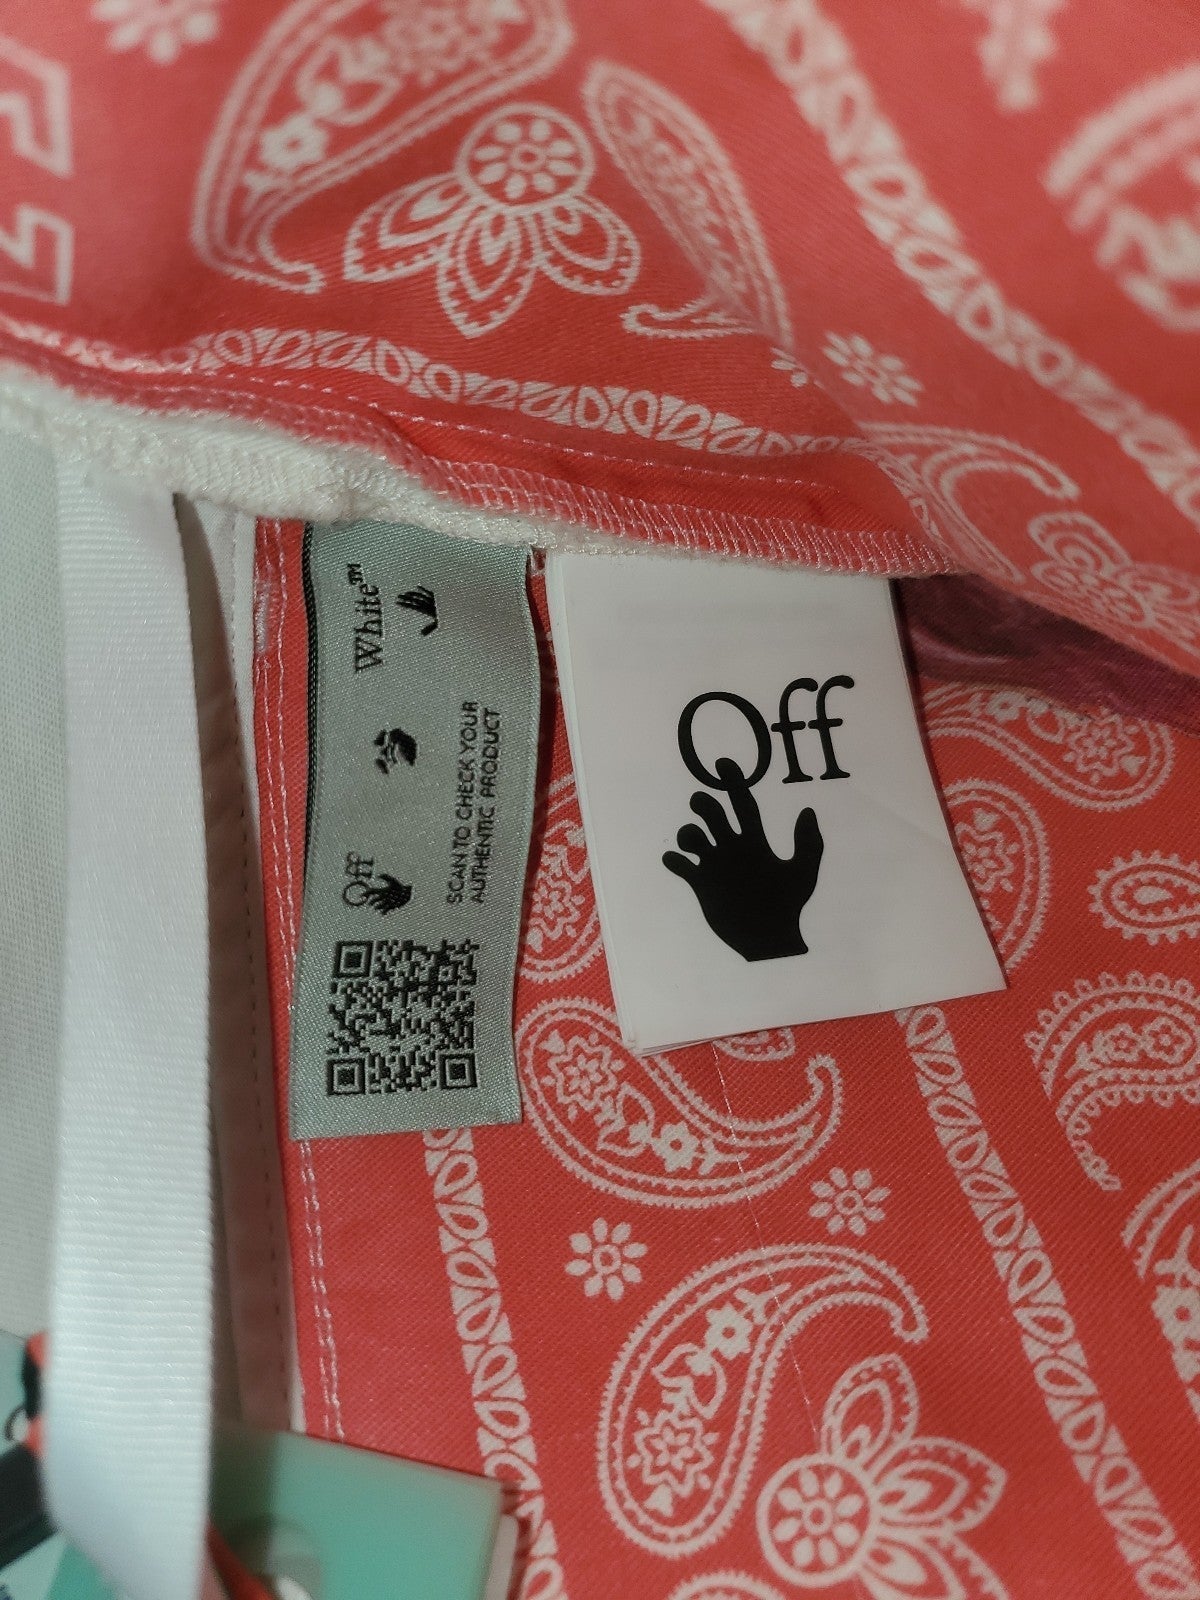 White™
Off
SCAN TO CHECK YOUR
AUTHENTIC PRODUCT
Off